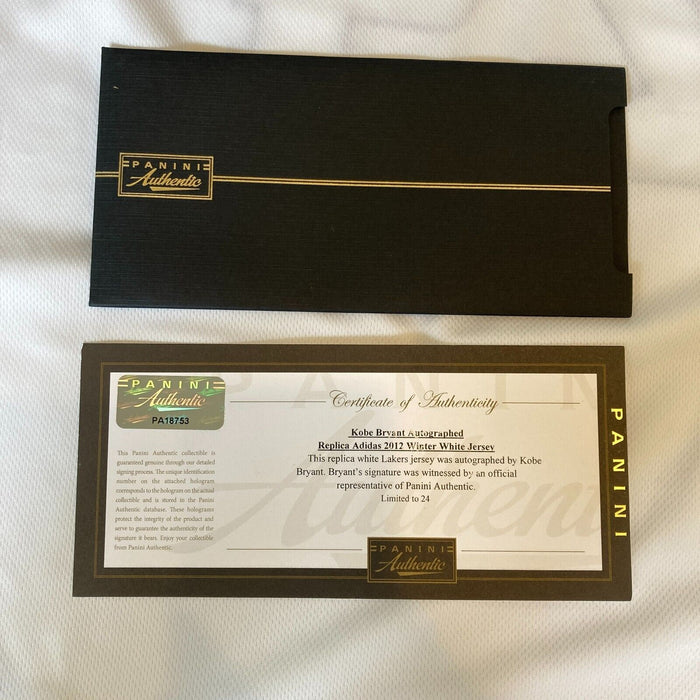 PANINI
Authentic
PANINI
Authentic
PA18753
This Panini Authentic collectible is
guaranteed genuine through our detailed
signing process. The unique identification
number on the attached hologram
corresponds to the hologram on the actual
collectible and is stored in the Panini
Authentic database. These holograms
protect the integrity of the product and
serve to guarantee the authenticity of the
signature it bears. Enjoy your collectible
from Panini Authentic.
Certificate of Authenticity
Kobe Bryant Autographed
Replica Adidas 2012 Winter White Jersey
This replica white Lakers jersey was autographed by Kobe
Bryant. Bryant's signature was witnessed by an official
representative of Panini Authentic.
Limited to 24
PANINI
Authentic
PANINI
PANIN
Authenti